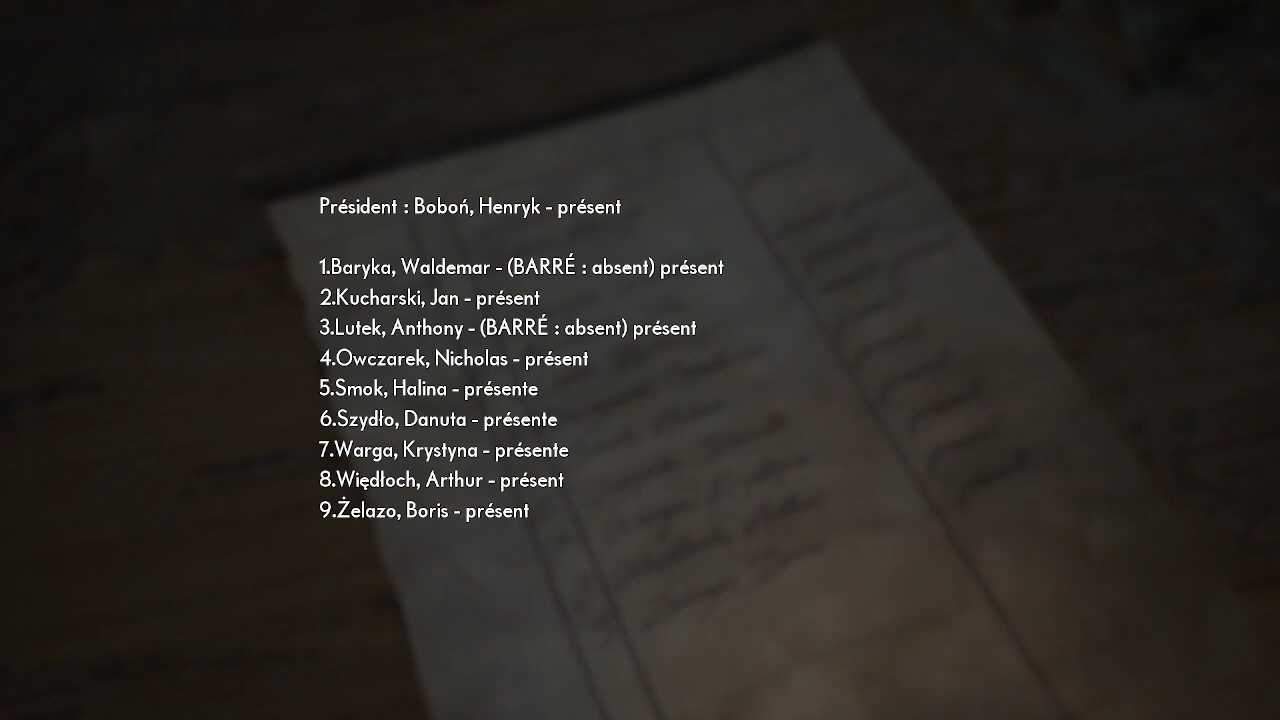 Président : Boboń, Henryk - présent
1.Baryka, Waldemar - (BARRÉ : absent) présent
2.Kucharski, Jan - présent
3.Lutek, Anthony - (BARRÉ : absent) présent
4.Owczarek, Nicholas - présent
5.Smok, Halina - présente
6.Szydło, Danuta - présente
7.Warga, Krystyna - présente
8.Więdłoch, Arthur - présent
9.Żelazo, Boris - présent